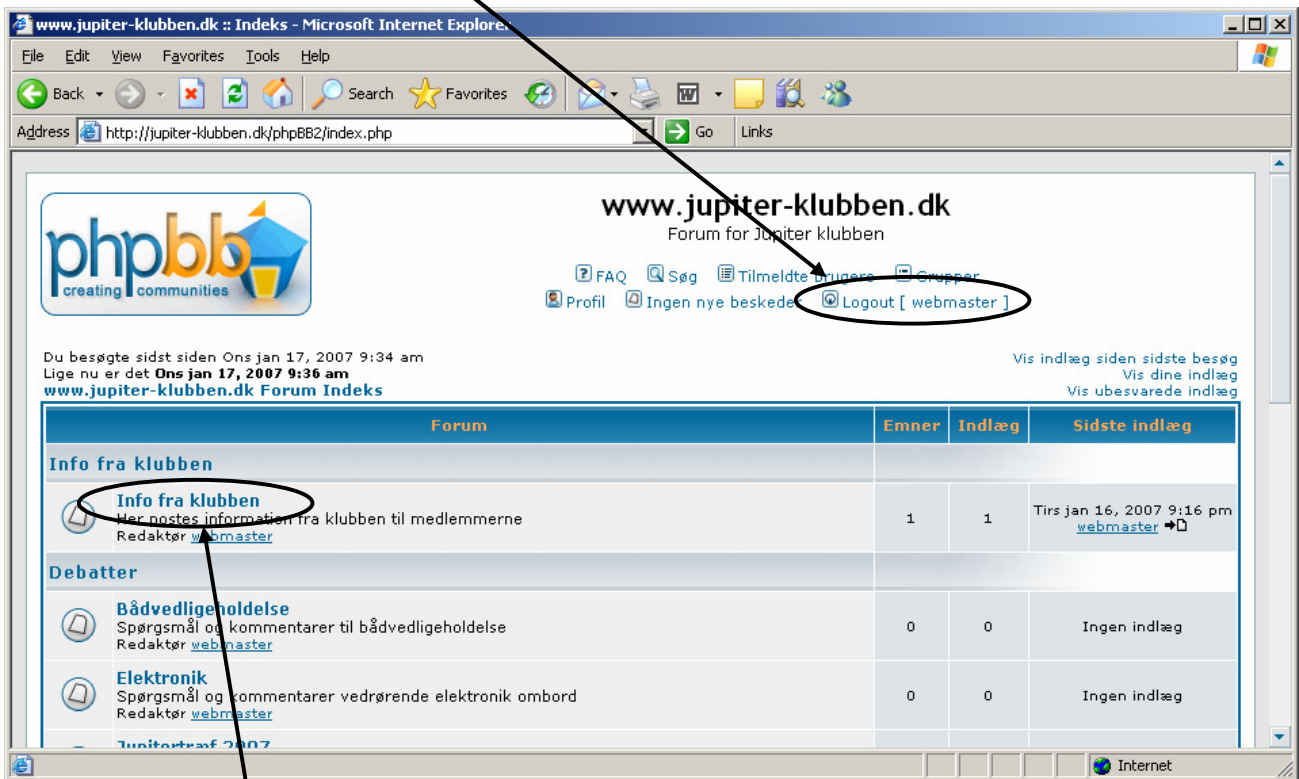 www.jupiter-klubben.dk :: Indeks - Microsoft Internet Explorer
File Edit View Favorites Tools Help
Back Search Favorites
Address http://jupiter-klubben.dk/phpBB2/index.php Go Links
phpbb
creating communities
www.jupiter-klubben.dk
Forum for Jupiter klubben
FAQ Søg Tilmeldte brugere Grupper
Profil Ingen nye beskeder Logout [ webmaster ]
Du besøgte sidst siden Ons jan 17, 2007 9:34 am
Lige nu er det Ons jan 17, 2007 9:36 am
www.jupiter-klubben.dk Forum Indeks
Vis indlæg siden sidste besøg
Vis dine indlæg
Vis ubesvarede indlæg
Forum Emner Indlæg Sidste indlæg
Info fra klubben
Info fra klubben
Her postes information fra klubben til medlemmerne
Redaktør webmaster
1 1
Tirs jan 16, 2007 9:16 pm
webmaster
Debatter
Bådvedligeholdelse
Spørgsmål og kommentarer til bådvedligeholdelse
Redaktør webmaster
0 0 Ingen indlæg
Elektronik
Spørgsmål og kommentarer vedrørende elektronik ombord
Redaktør webmaster
0 0 Ingen indlæg
Jupitertræf 2007
Internet